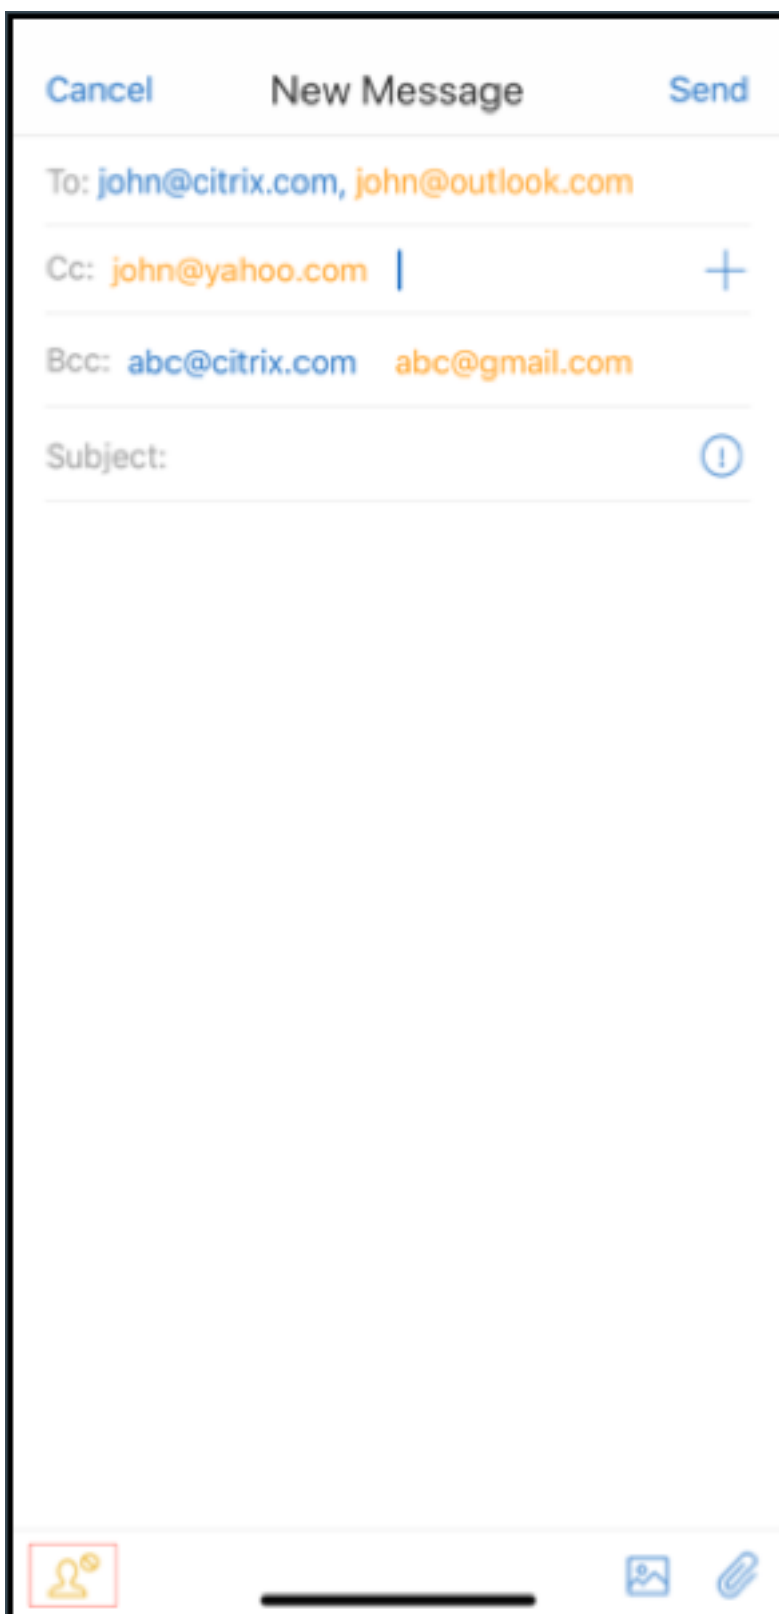 Cancel New Message Send
To: john@citrix.com, john@outlook.com
Cc: john@yahoo.com
Bcc: abc@citrix.com abc@gmail.com
Subject: